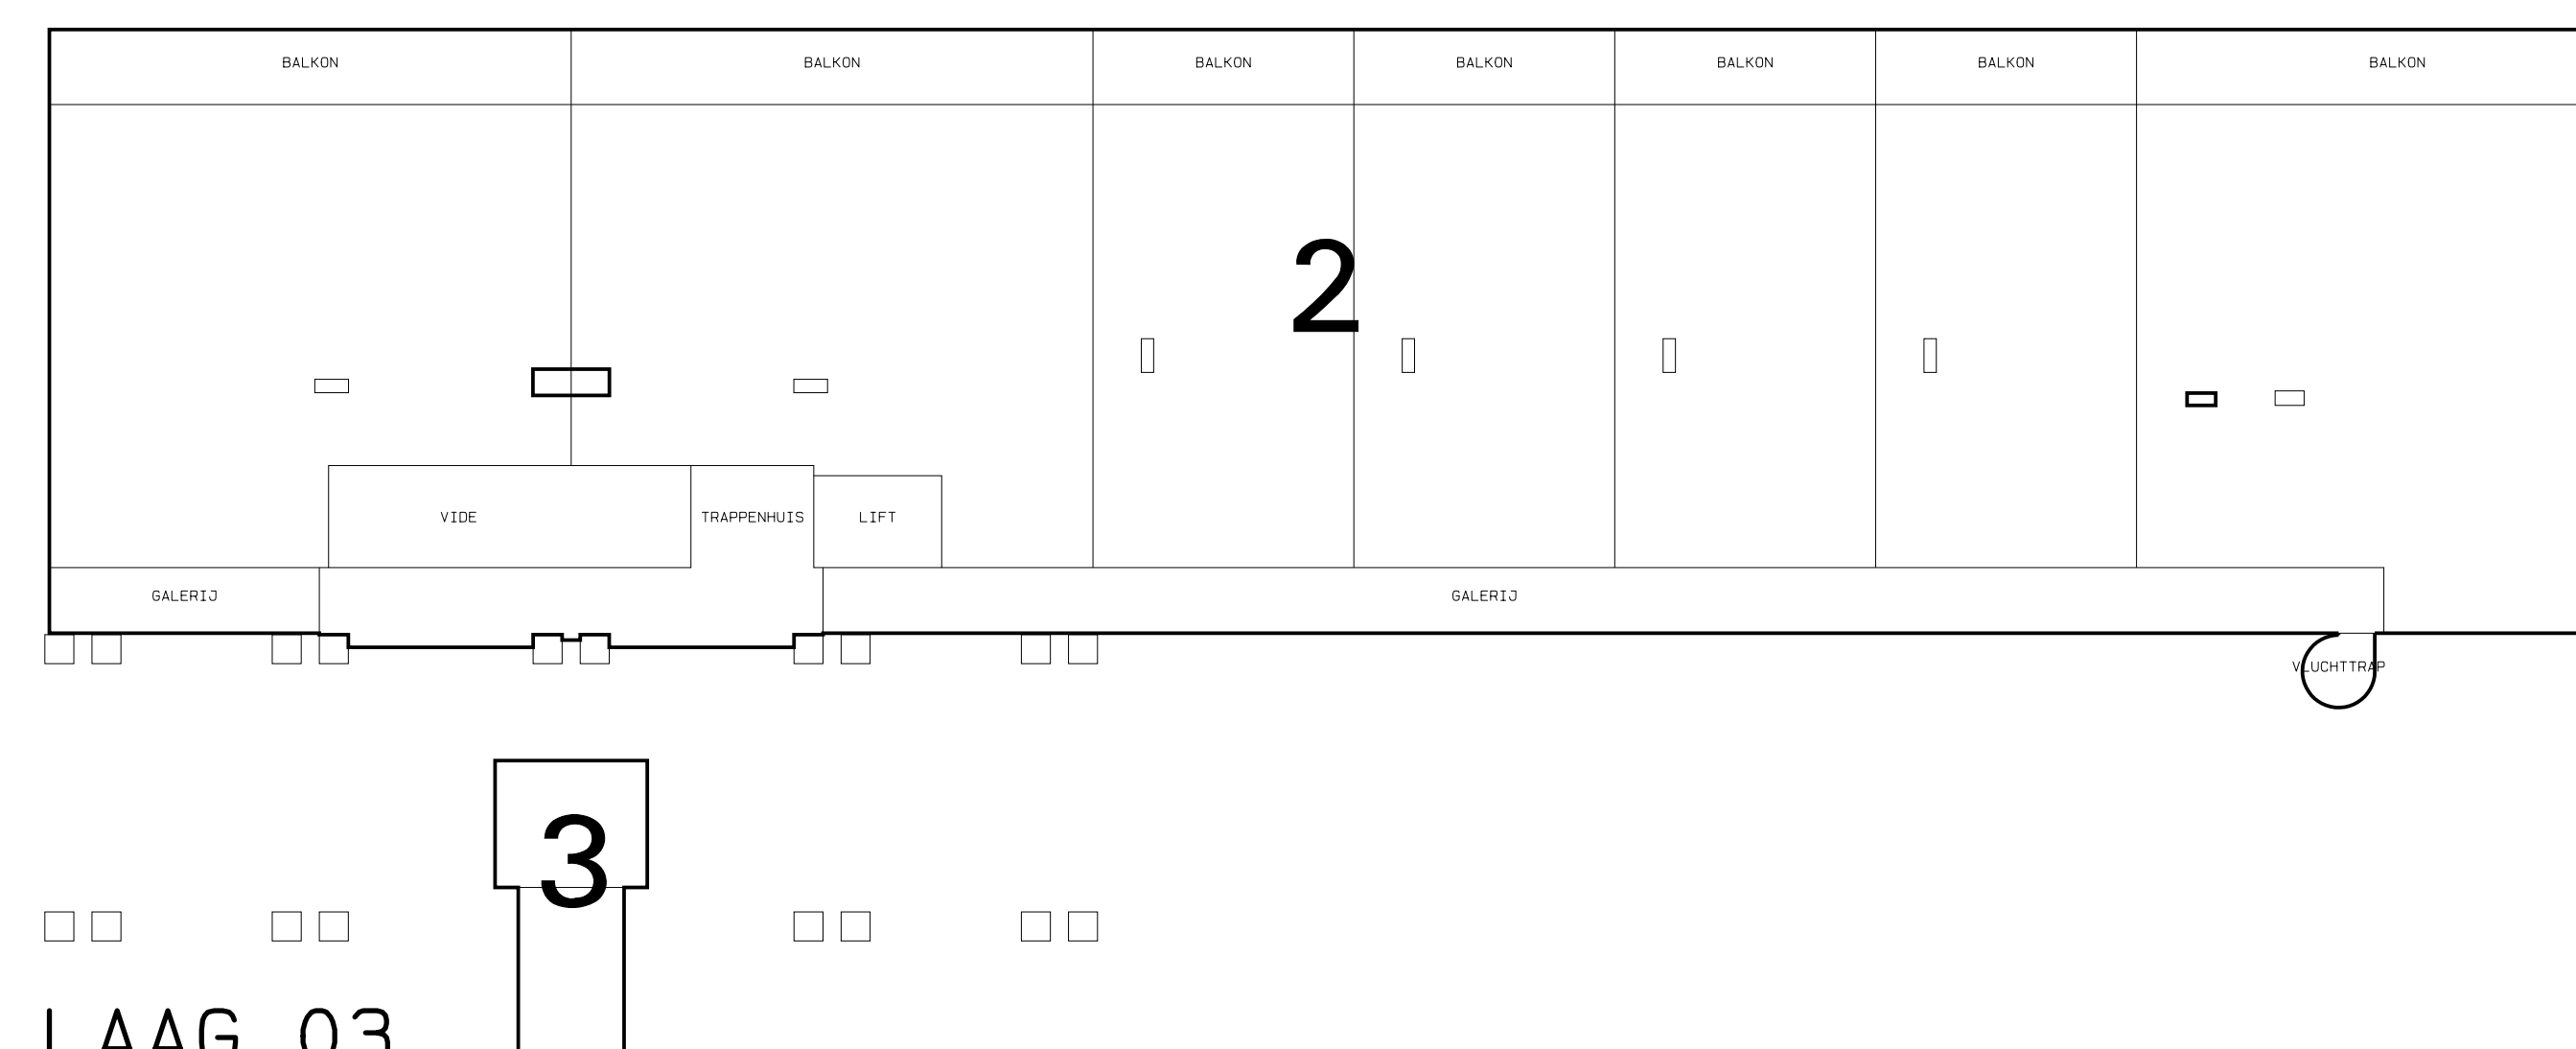 BALKON BALKON BALKON BALKON BALKON BALKON BALKON
2
VIDE TRAPPENHUIS LIFT
GALERIJ GALERIJ
VLUCHTTRAP
3
LAAG 03